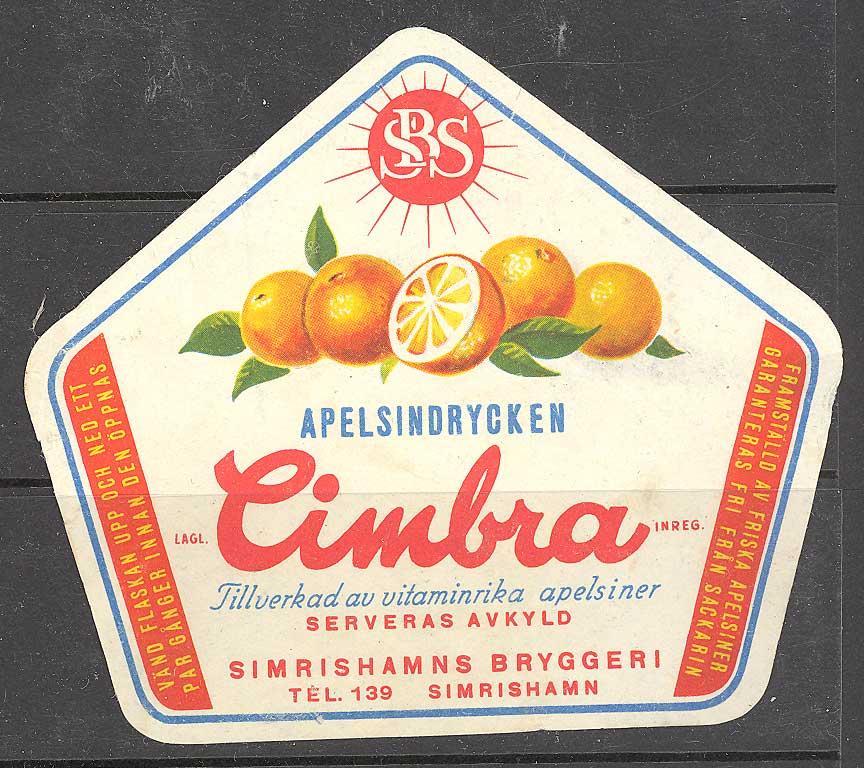 SBS
APELSINDRYCKEN
LAGL. Cimbra INREG.
Tillverkad av vitaminrika apelsiner
SERVERAS AVKYLD
SIMRISHAMNS BRYGGERI
TEL. 139 SIMRISHAMN
VÄND FLASKAN UPP OCH NED ETT
PAR GÅNGER INNAN DEN ÖPPNAS
FRAMSTÄLLD AV FRISKA APELSINER
GARANTERAS FRI FRÅN SACKARIN